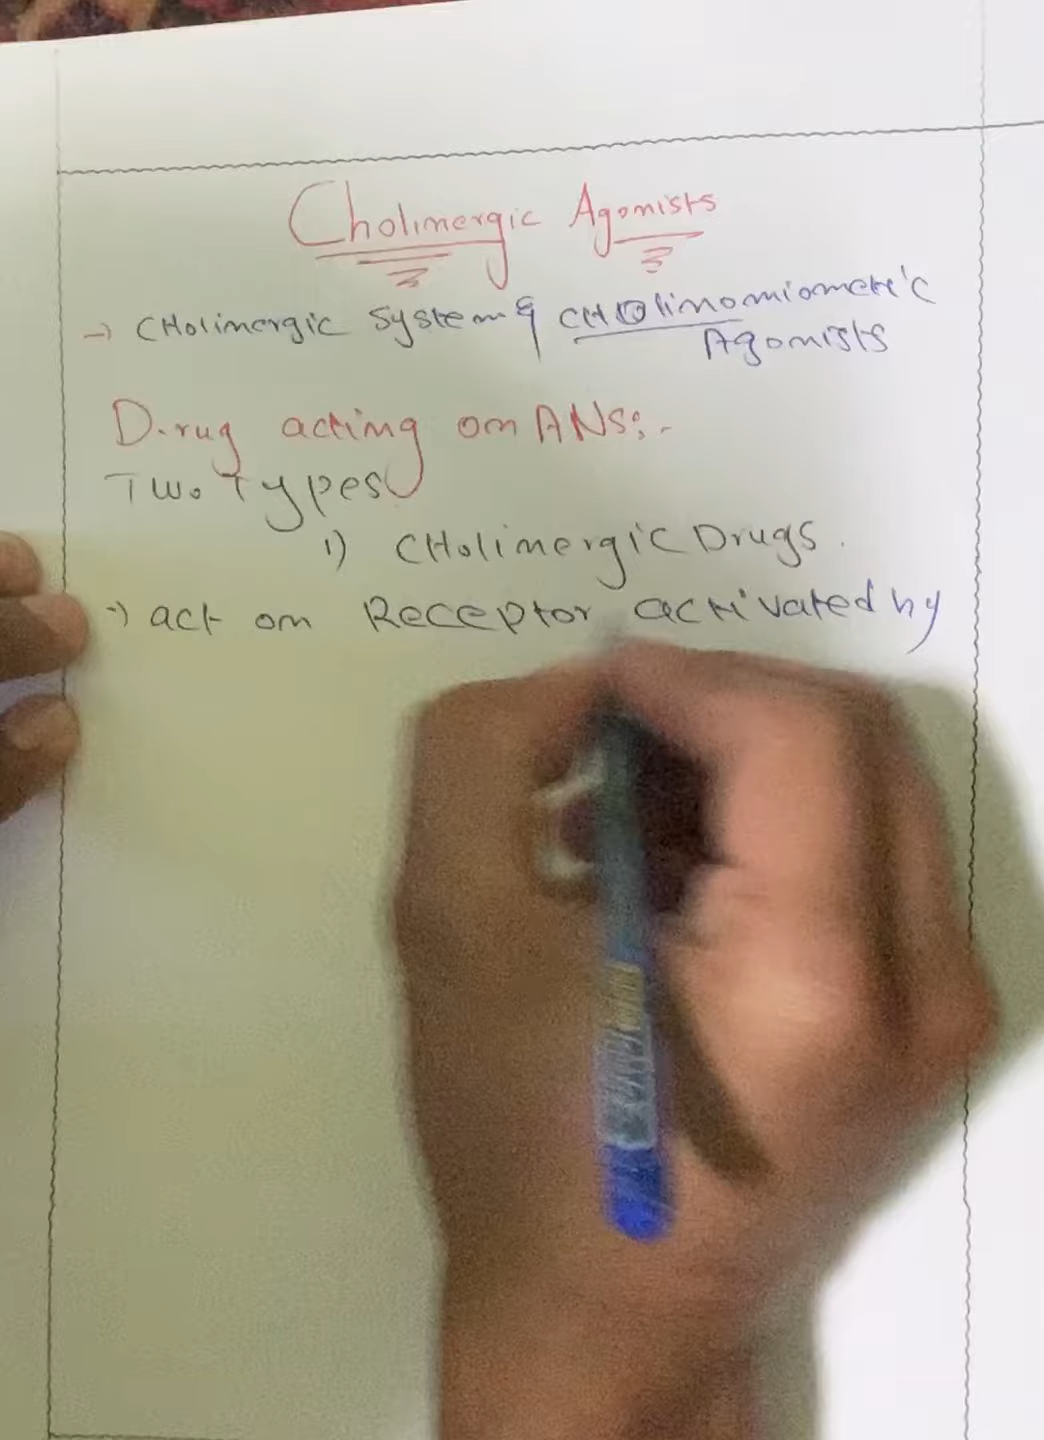 Cholinergic Agonists
→ CHolinergic System & CHOlinomiometric
Agonists
Drug acting on ANS:-
Two Types
1) CHolinergic Drugs.
→ act on Receptor activated by